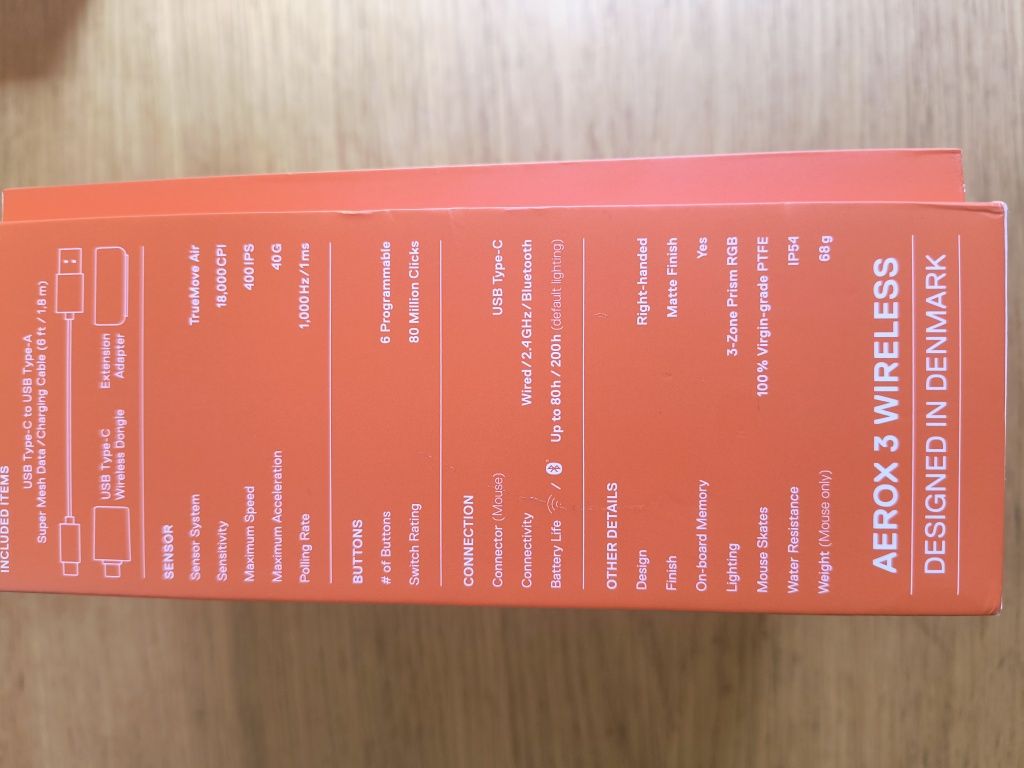 INCLUDED ITEMS
USB Type-C to USB Type-A
Super Mesh Data/Charging Cable (6 ft / 1.8 m)
USB Type-C
Wireless Dongle
Extension
Adapter
SENSOR
Sensor System TrueMove Air
Sensitivity 18,000 CPI
Maximum Speed 400 IPS
Maximum Acceleration 40G
Polling Rate 1,000Hz/1ms
BUTTONS
# of Buttons 6 Programmable
Switch Rating 80 Million Clicks
CONNECTION
Connector (Mouse) USB Type-C
Connectivity Wired/2.4GHz/Bluetooth
Battery Life / Up to 80h / 200h (default lighting)
OTHER DETAILS
Design Right-handed
Finish Matte Finish
On-board Memory Yes
Lighting 3-Zone Prism RGB
Mouse Skates 100% Virgin-grade PTFE
Water Resistance IP54
Weight (Mouse only) 68g
AEROX 3 WIRELESS
DESIGNED IN DENMARK